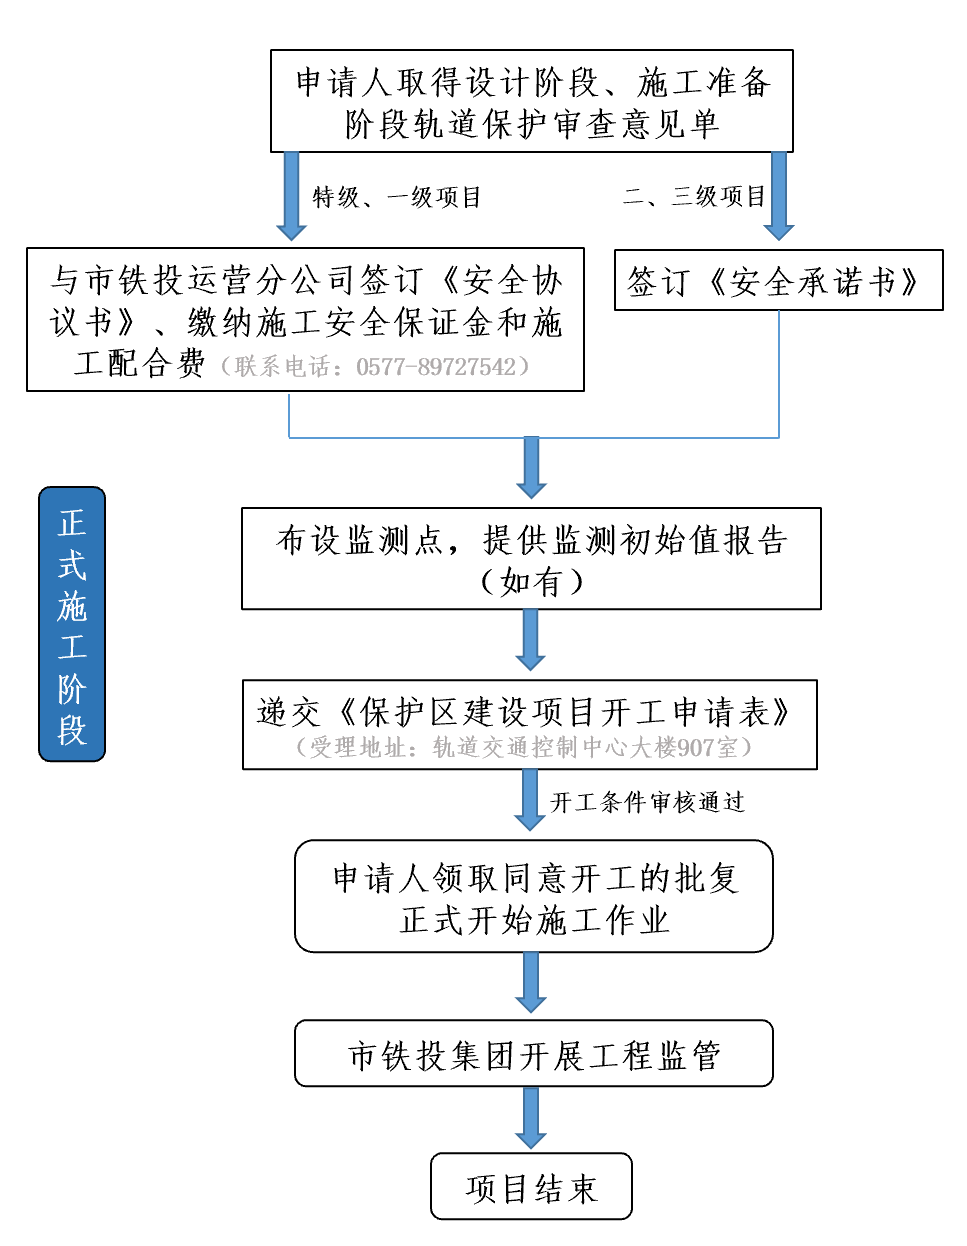 申请人取得设计阶段、施工准备
阶段轨道保护审查意见单
特级、一级项目
二、三级项目
与市铁投运营分公司签订《安全协
议书》、缴纳施工安全保证金和施
工配合费（联系电话：0577-89727542）
签订《安全承诺书》
正式施工阶段
布设监测点，提供监测初始值报告
（如有）
递交《保护区建设项目开工申请表》
（受理地址：轨道交通控制中心大楼907室）
开工条件审核通过
申请人领取同意开工的批复
正式开始施工作业
市铁投集团开展工程监管
项目结束